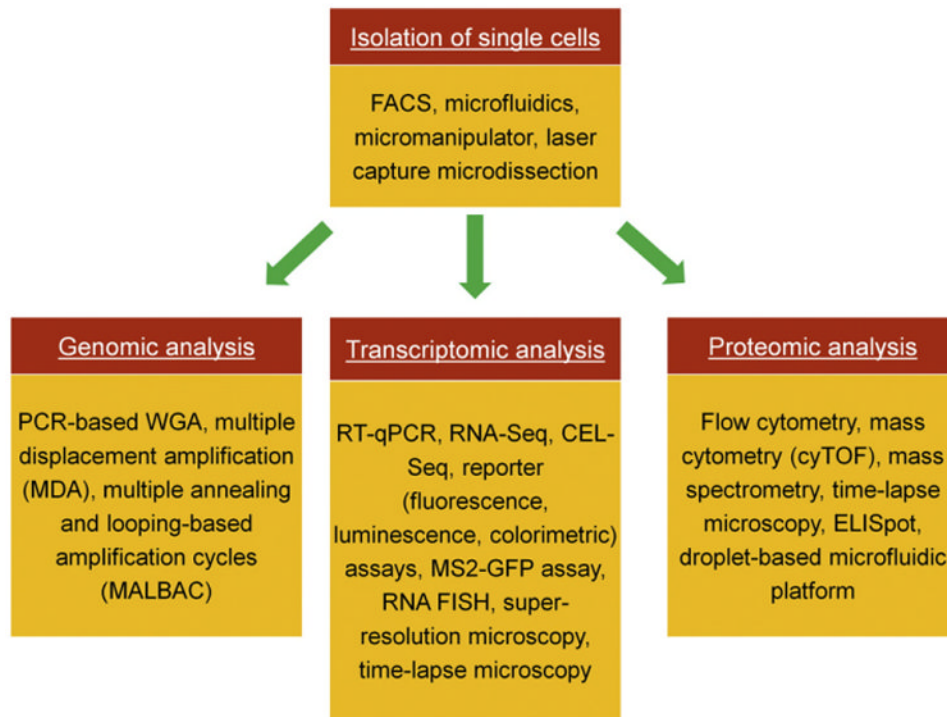 Isolation of single cells
FACS, microfluidics,
micromanipulator, laser
capture microdissection
Genomic analysis
PCR-based WGA, multiple
displacement amplification
(MDA), multiple annealing
and looping-based
amplification cycles
(MALBAC)
Transcriptomic analysis
RT-qPCR, RNA-Seq, CEL-
Seq, reporter
(fluorescence,
luminescence, colorimetric)
assays, MS2-GFP assay,
RNA FISH, super-
resolution microscopy,
time-lapse microscopy
Proteomic analysis
Flow cytometry, mass
cytometry (cyTOF), mass
spectrometry, time-lapse
microscopy, ELISpot,
droplet-based microfluidic
platform